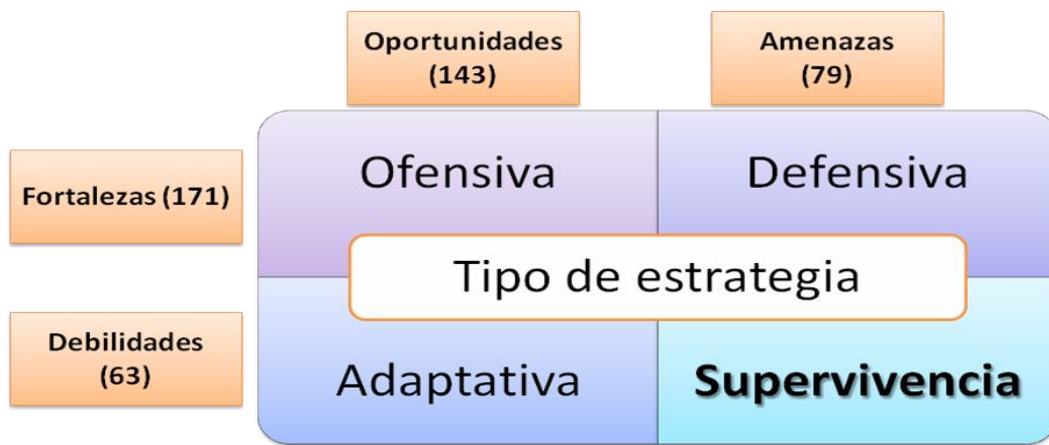 Oportunidades
(143)
Amenazas
(79)
Fortalezas (171)
Ofensiva
Defensiva
Tipo de estrategia
Debilidades
(63)
Adaptativa
Supervivencia